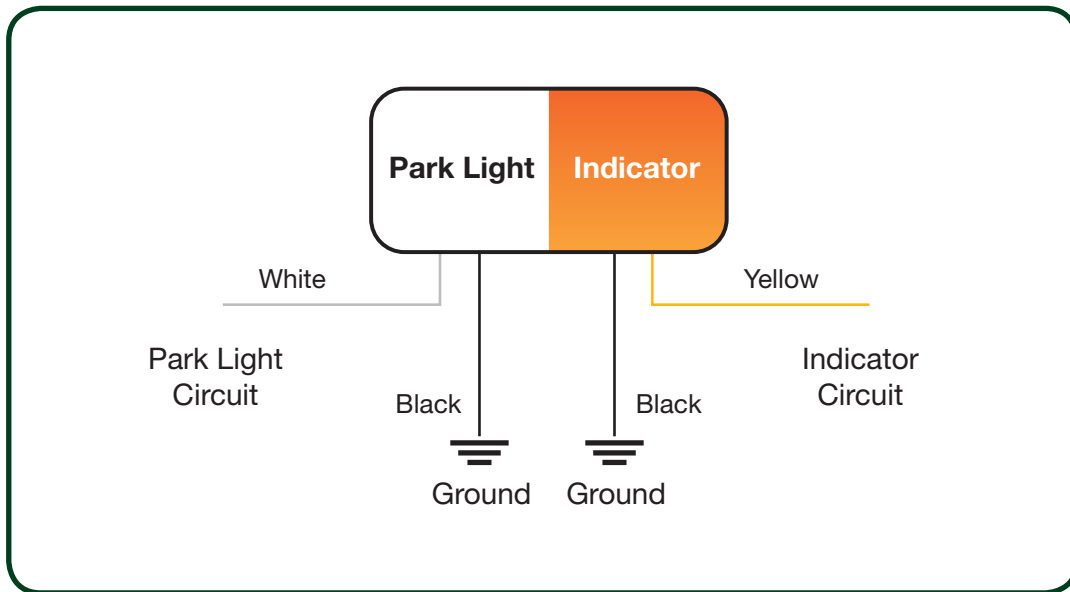 Park Light
Indicator
White
Yellow
Park Light
Circuit
Indicator
Circuit
Black
Black
Ground
Ground